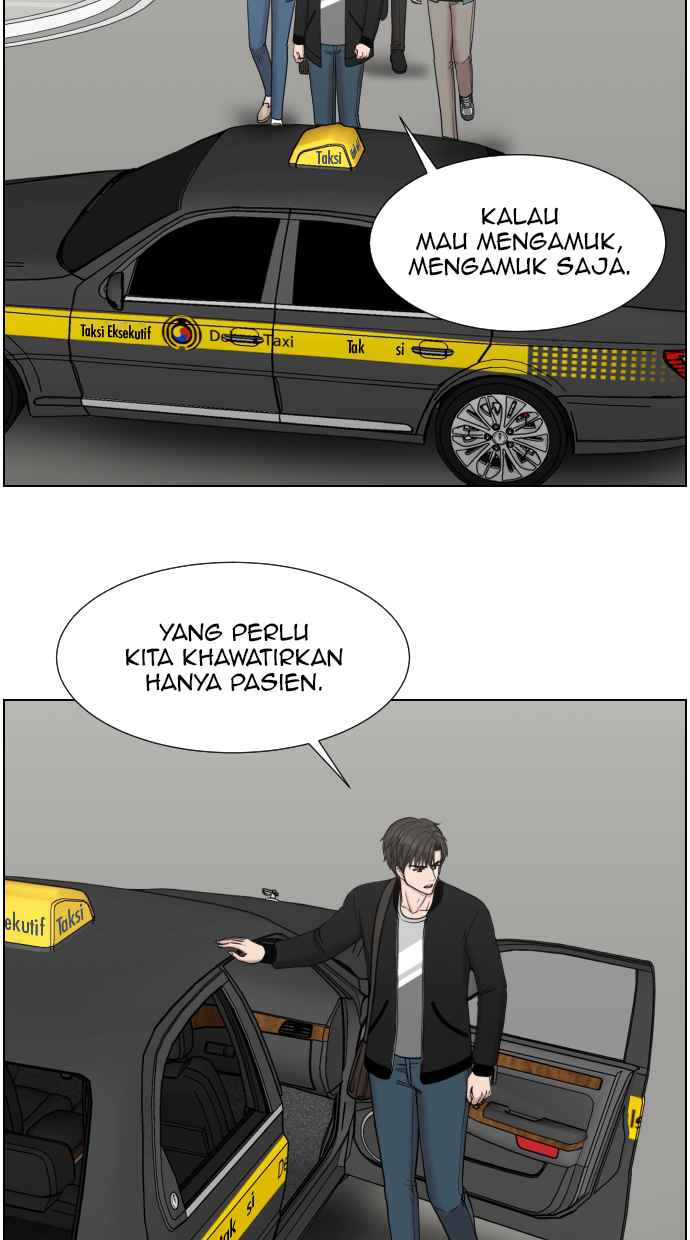 Taksi
KALAU
MAU MENGAMUK,
MENGAMUK SAJA.
Taksi Eksekutif
Taxi
Tak si
YANG PERLU
KITA KHAWATIRKAN
HANYA PASIEN.
ekutif Taksi
ak si De